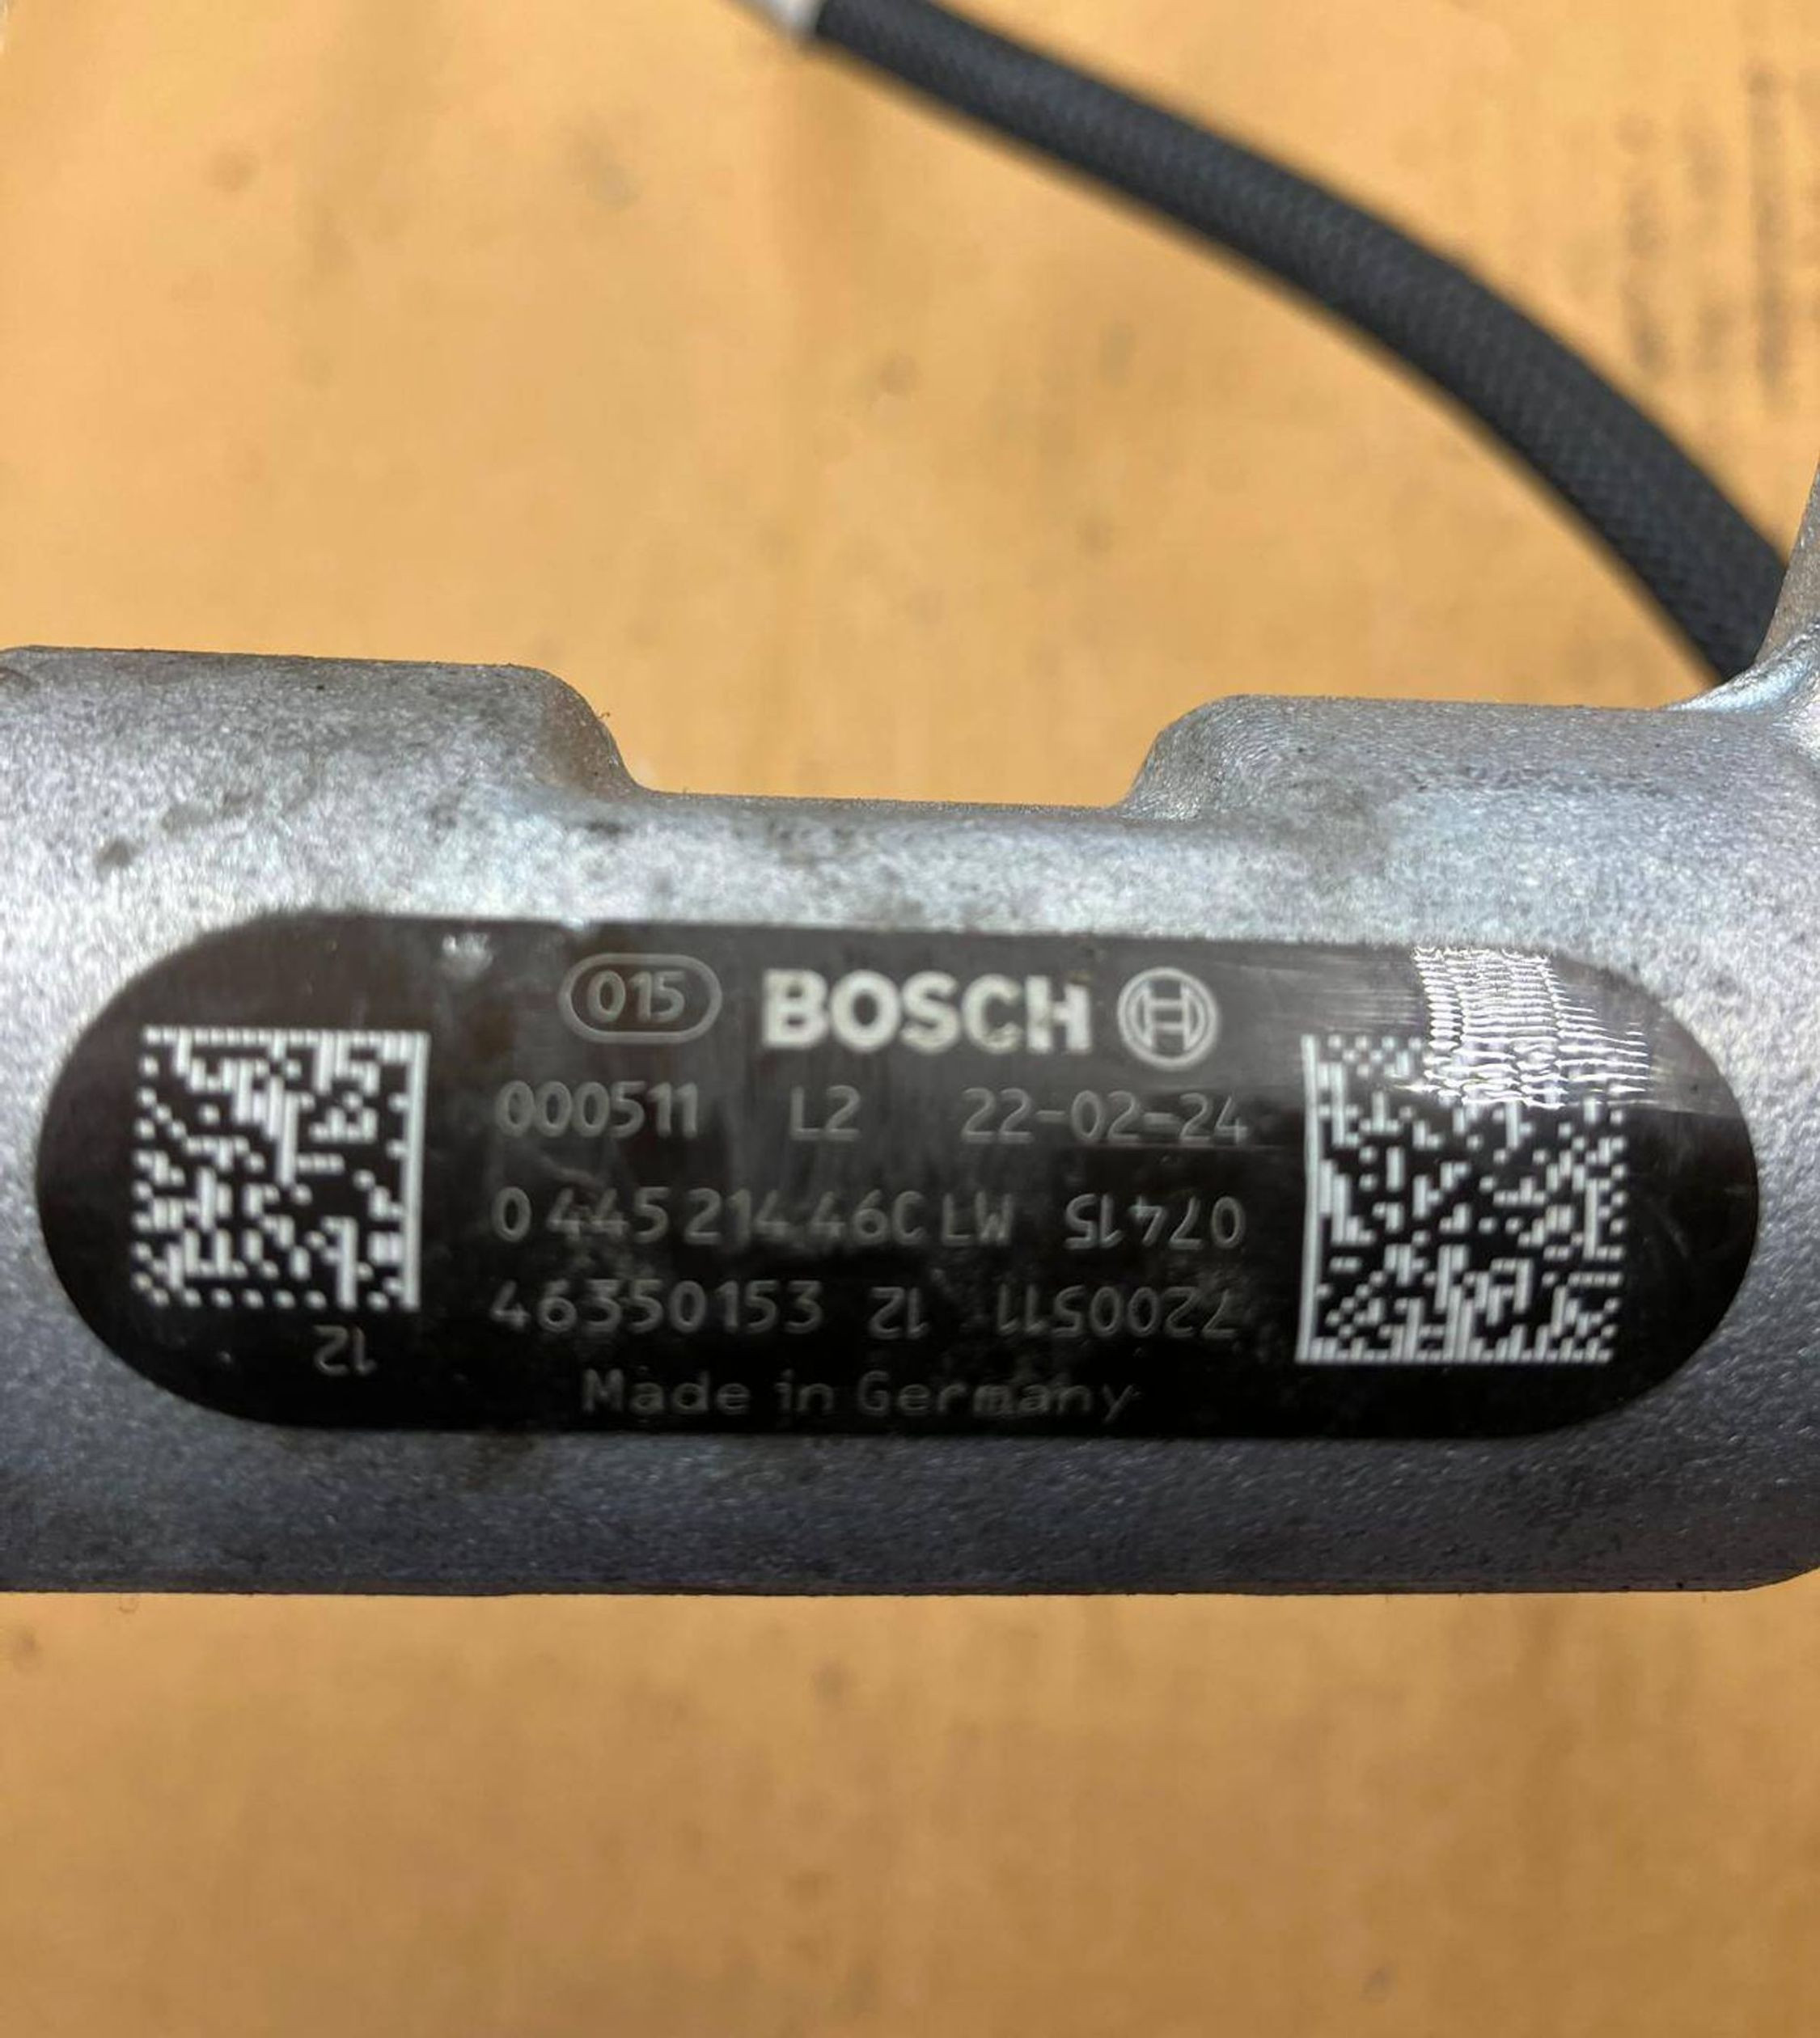 015 BOSCH
000511 L2 22-02-24
0 445 214 46C LW 07415
46350153 12 7200511
12
Made in Germany